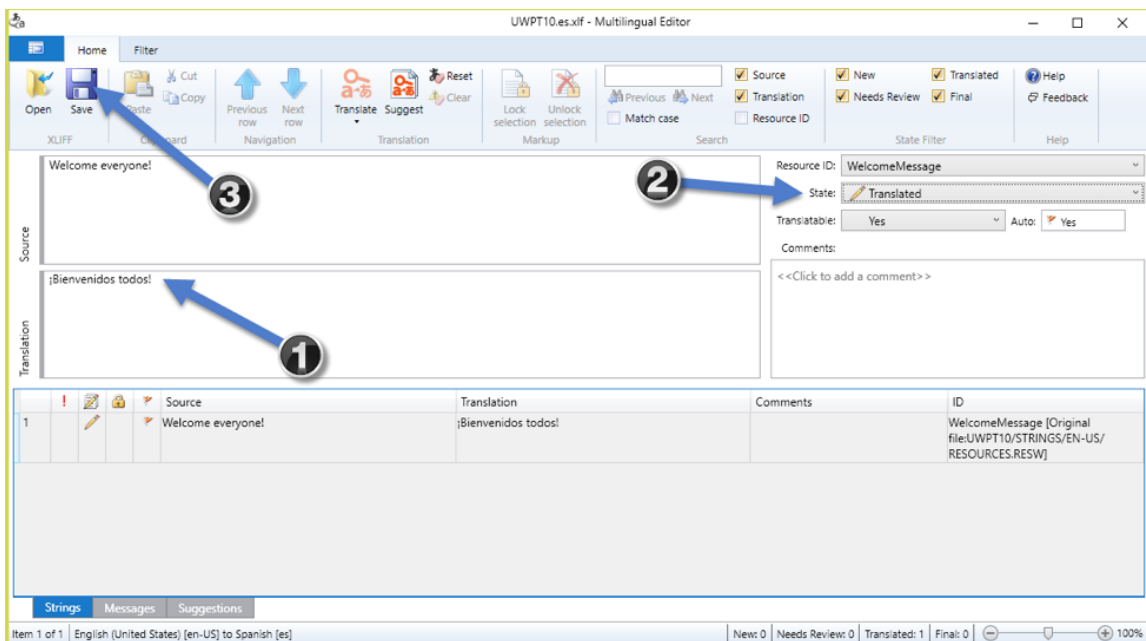 UWPT10.es.xlf - Multilingual Editor
Home Filter
Open
Save
Paste
Cut
Copy
Previous row
Next row
Translate
Suggest
Reset
Clear
Lock selection
Unlock selection
Previous Next
Match case
Source
Translation
Resource ID
New
Needs Review
Translated
Final
Help
Feedback
XLIFF
Clipboard
Navigation
Translation
Markup
Search
State Filter
Help
Source
Welcome everyone!
3
2
Resource ID: WelcomeMessage
State: Translated
Translatable: Yes Auto: Yes
Comments:
<<Click to add a comment>>
Translation
¡Bienvenidos todos!
1
! Source Translation Comments ID
1 Welcome everyone! ¡Bienvenidos todos! WelcomeMessage [Original
file:UWPT10/STRINGS/EN-US/
RESOURCES.RESW]
Strings Messages Suggestions
Item 1 of 1 English (United States) [en-US] to Spanish [es] New: 0 Needs Review: 0 Translated: 1 Final: 0 100%